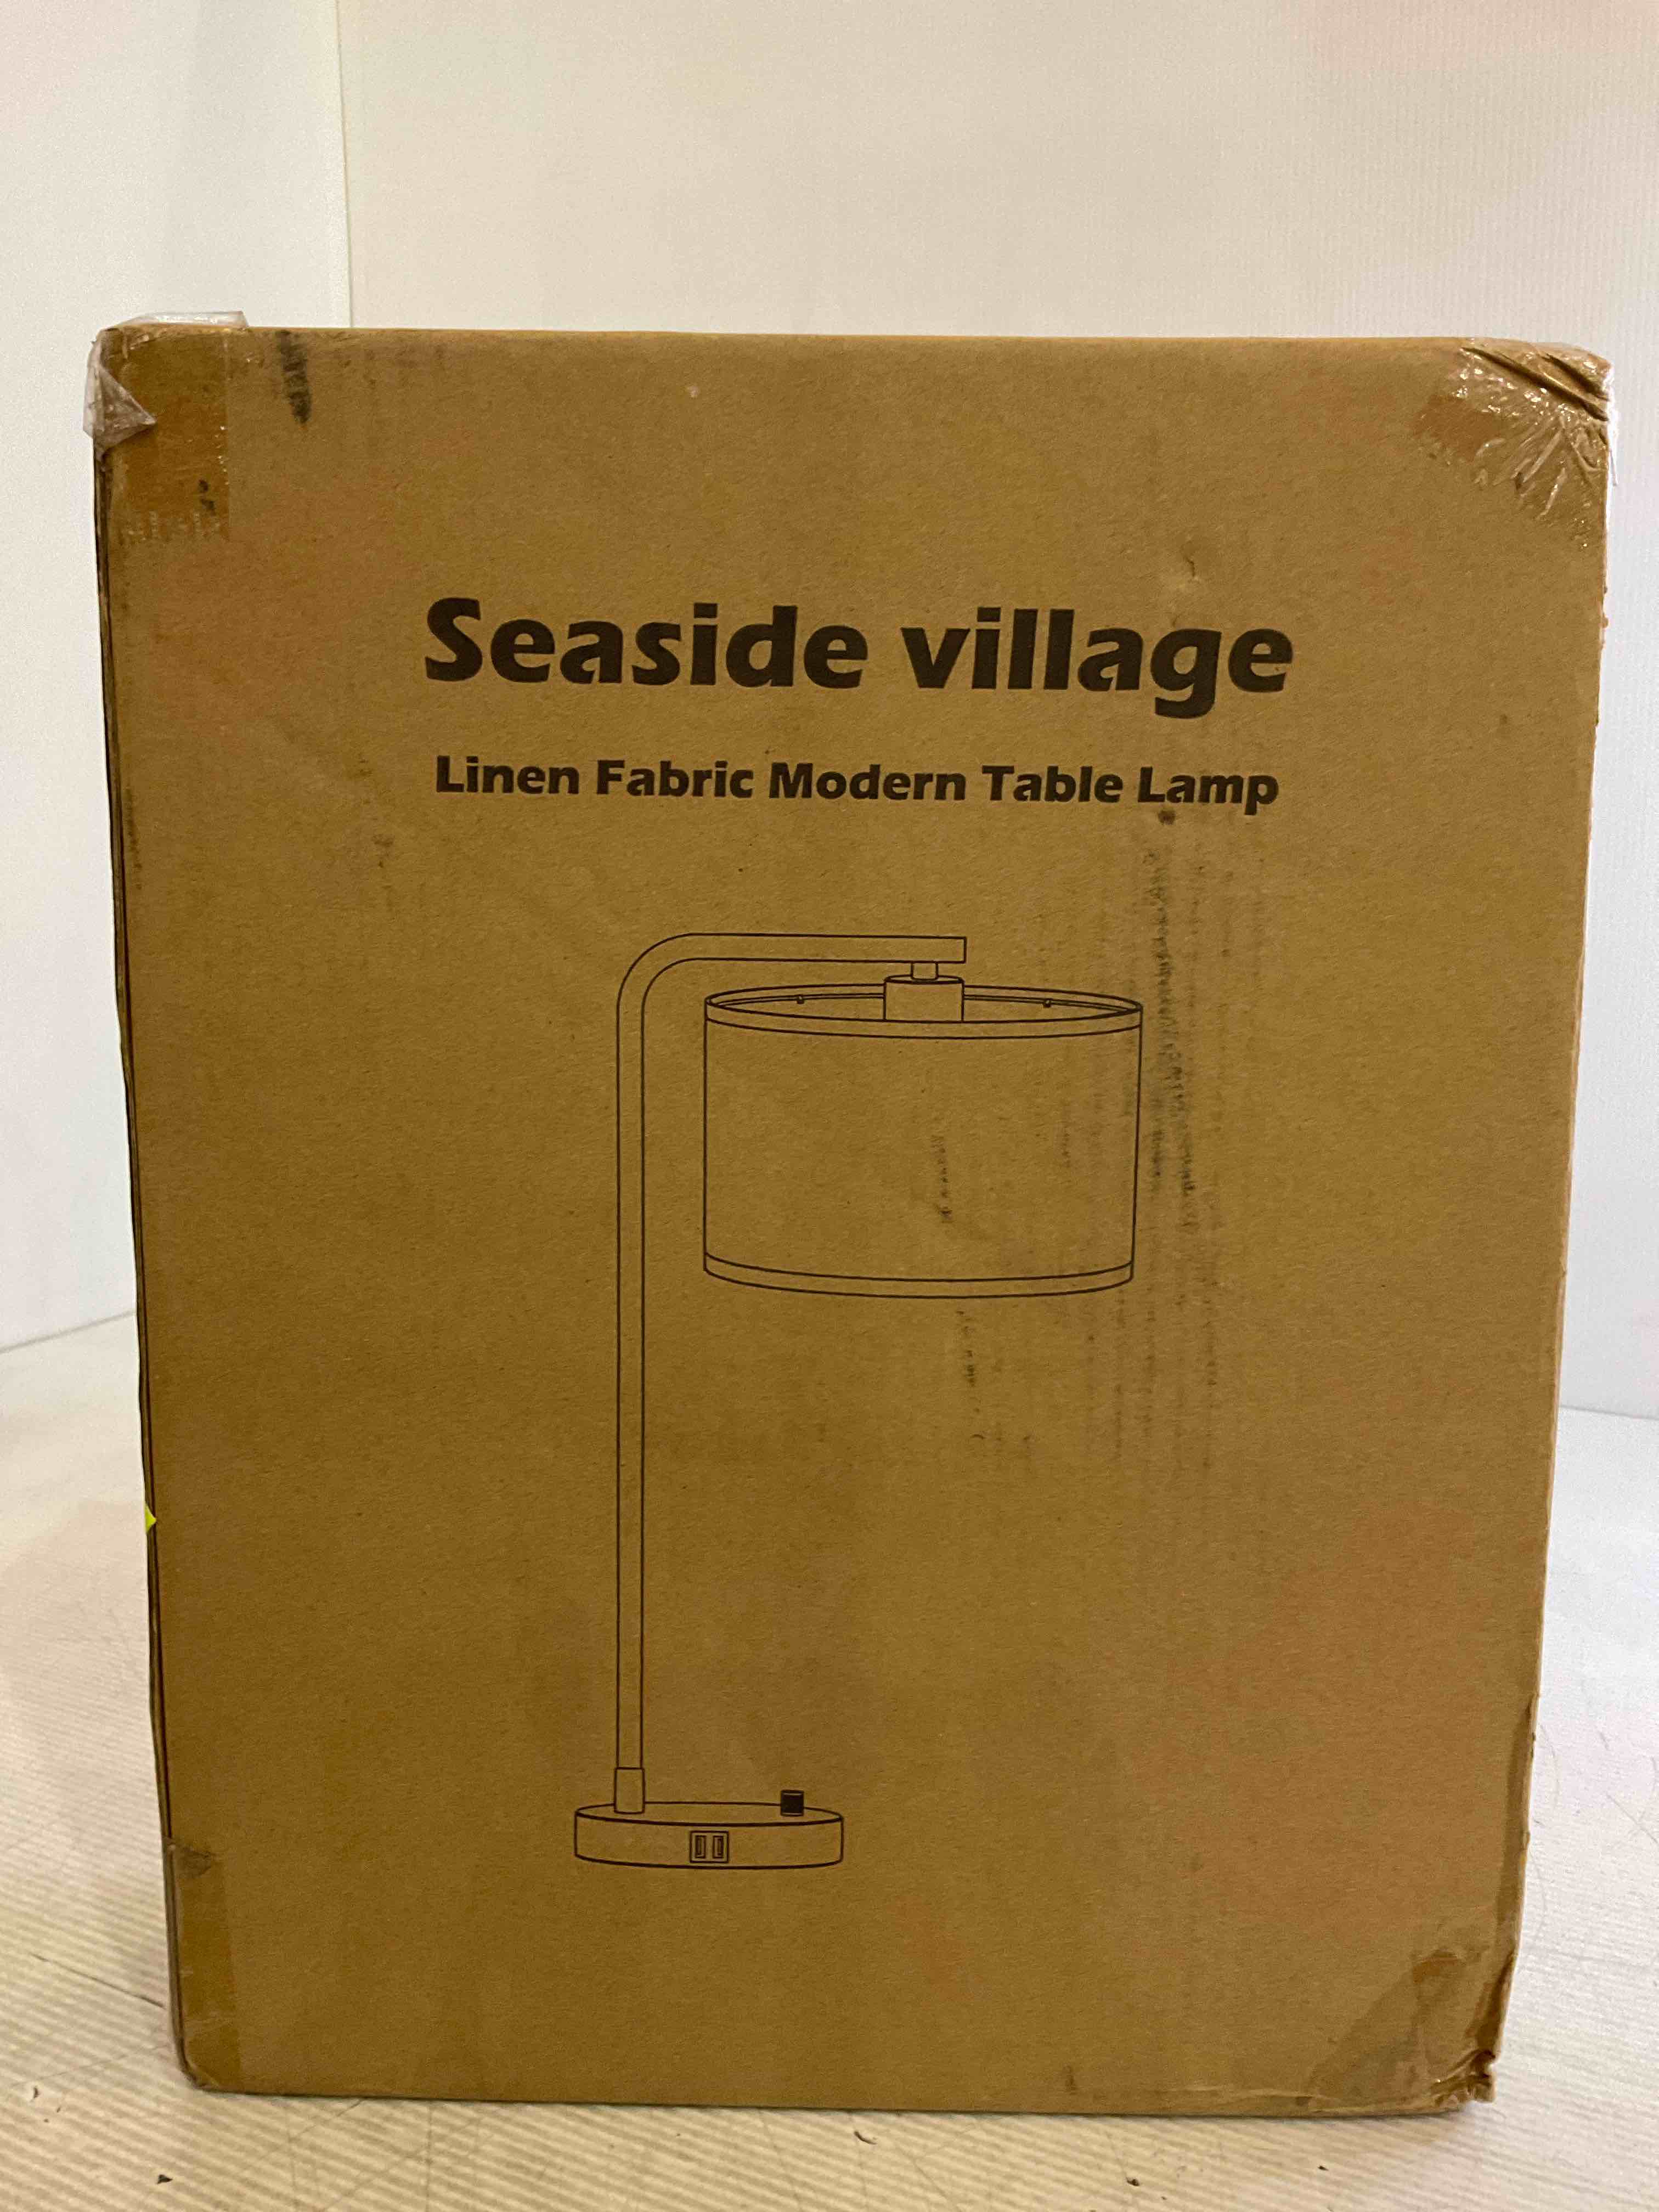 Seaside village
Linen Fabric Modern Table Lamp